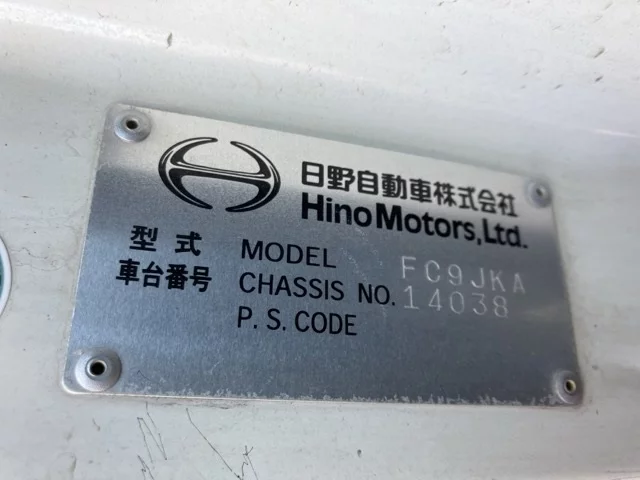 日野自動車株式会社
Hino Motors, Ltd.
型式 MODEL FC9JKA
車台番号 CHASSIS NO. 14038
P. S. CODE